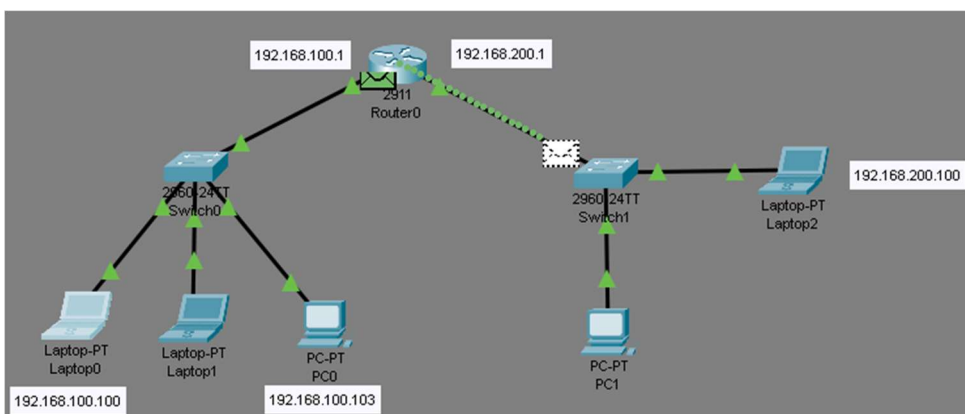 192.168.100.1
192.168.200.1
2911
Router0
2960-24TT
Switch0
2960-24TT
Switch1
Laptop-PT
Laptop2
192.168.200.100
Laptop-PT
Laptop0
Laptop-PT
Laptop1
PC-PT
PC0
PC-PT
PC1
192.168.100.100
192.168.100.103